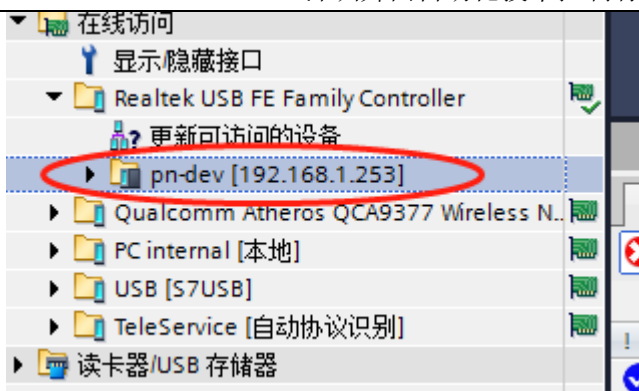 在线访问
显示/隐藏接口
Realtek USB FE Family Controller
更新可访问的设备
pn-dev [192.168.1.253]
Qualcomm Atheros QCA9377 Wireless N..
PC internal [本地]
USB [S7USB]
TeleService [自动协议识别]
读卡器/USB 存储器